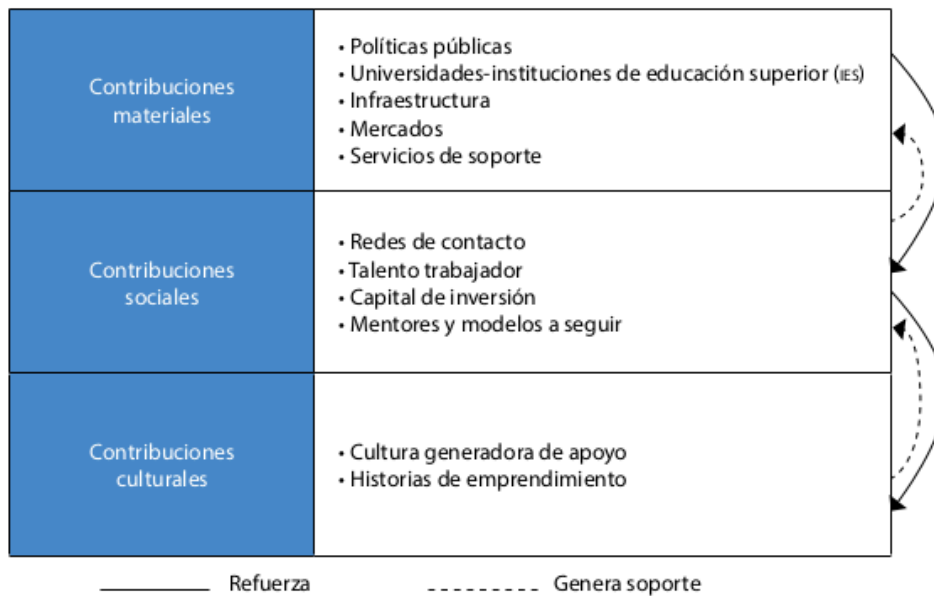 Contribuciones
materiales
• Políticas públicas
• Universidades-instituciones de educación superior (IES)
• Infraestructura
• Mercados
• Servicios de soporte
Contribuciones
sociales
• Redes de contacto
• Talento trabajador
• Capital de inversión
• Mentores y modelos a seguir
Contribuciones
culturales
• Cultura generadora de apoyo
• Historias de emprendimiento
Refuerza
Genera soporte